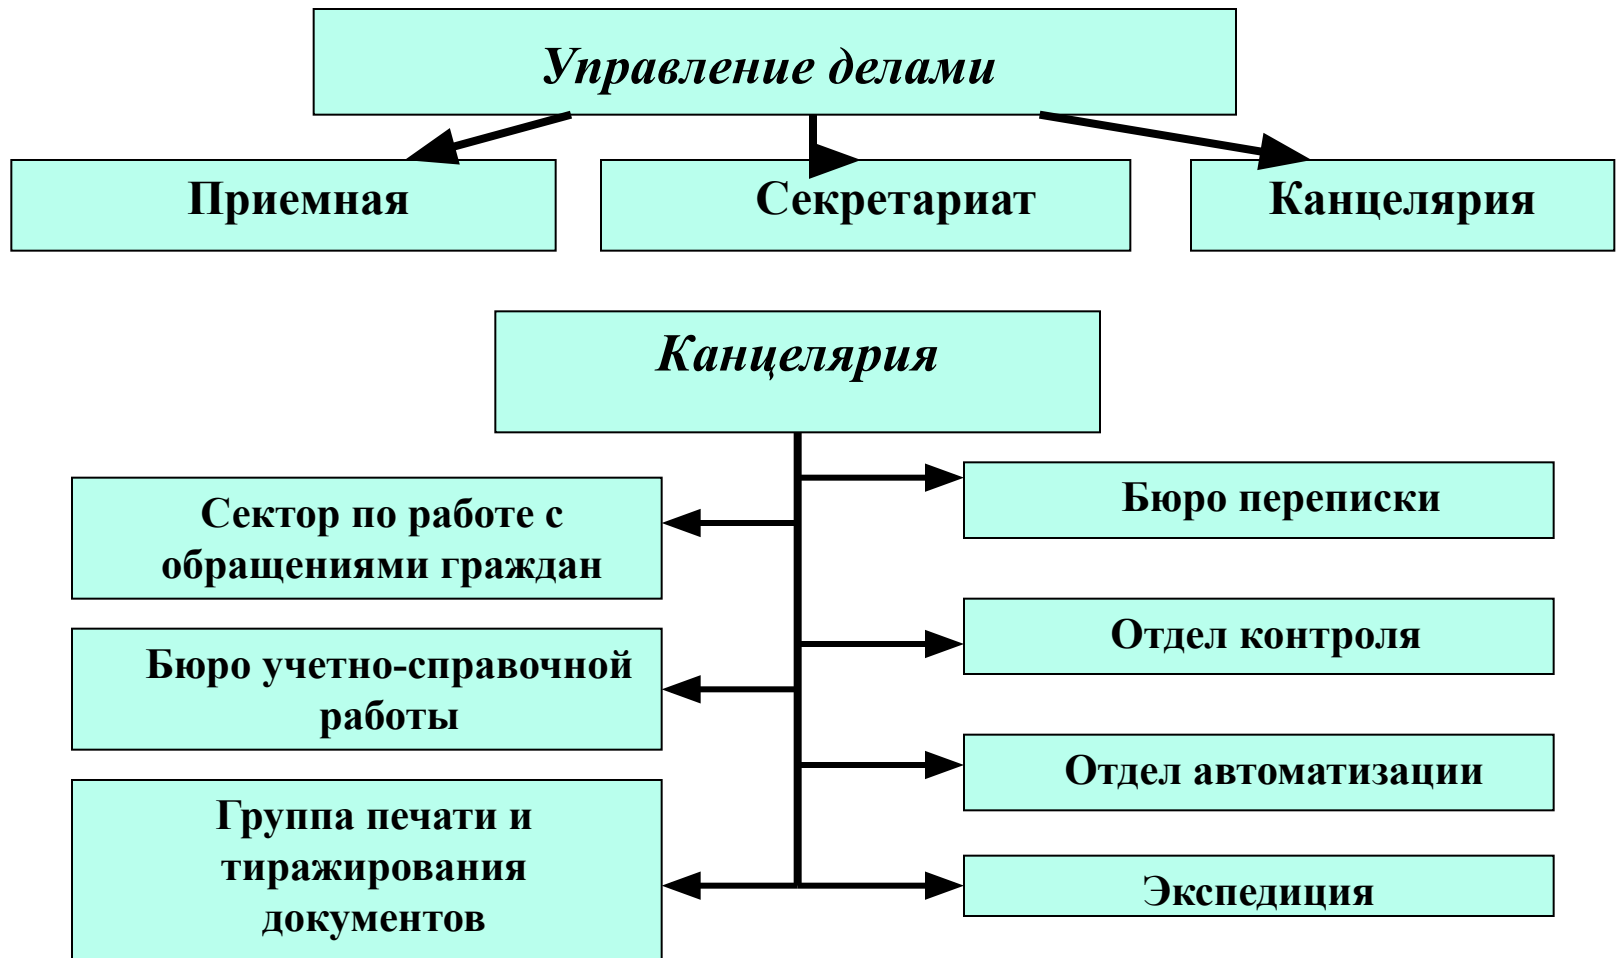 Управление делами
Приемная
Секретариат
Канцелярия
Канцелярия
Сектор по работе с
обращениями граждан
Бюро учетно-справочной
работы
Группа печати и
тиражирования
документов
Бюро переписки
Отдел контроля
Отдел автоматизации
Экспедиция